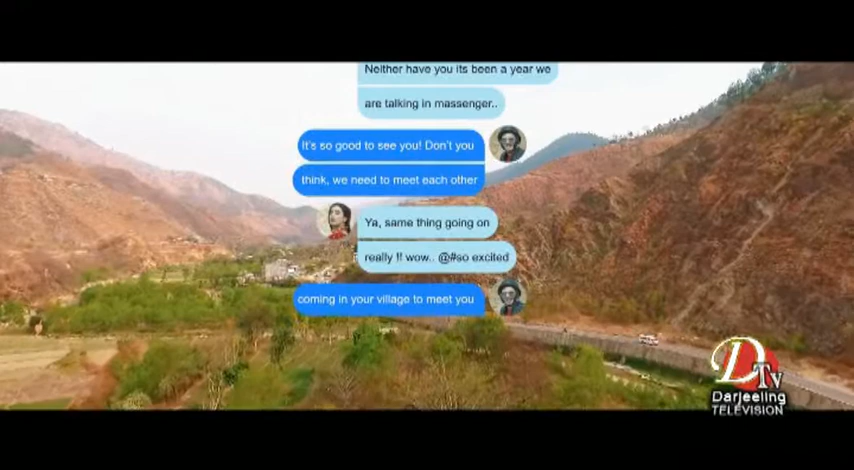 Neither have you its been a year we
are talking in massenger..
It's so good to see you! Don't you
think, we need to meet each other
Ya, same thing going on
really !! wow.. @#so excited
coming in your village to meet you
DTv
Darjeeling
TELEVISION